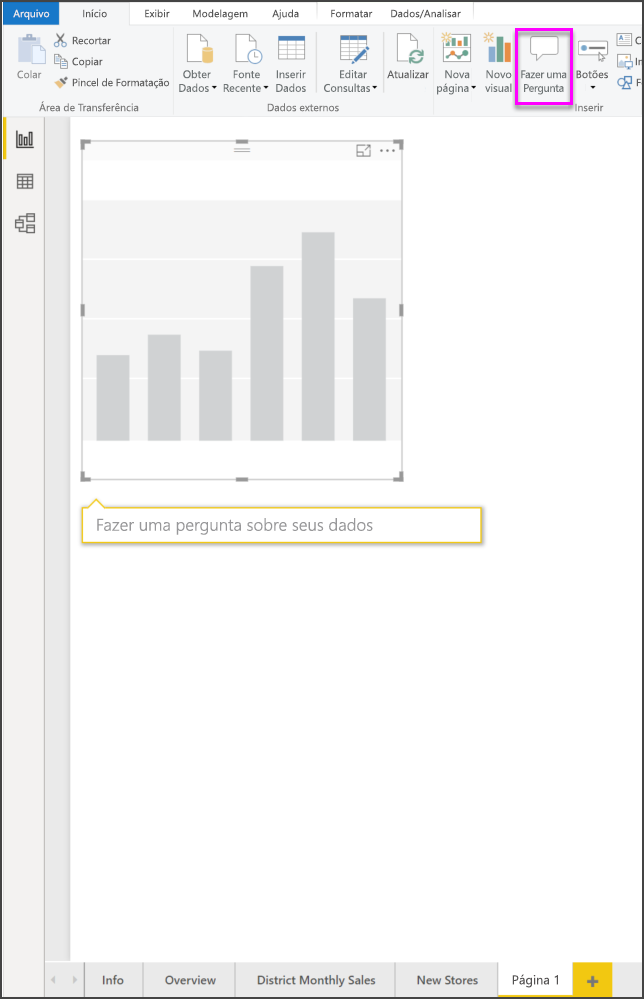 Arquivo Início Exibir Modelagem Ajuda Formatar Dados/Analisar
Recortar
Copiar
Pincel de Formatação
Colar
Área de Transferência
Obter
Dados
Fonte
Recente
Inserir
Dados
Editar
Consultas
Atualizar
Dados externos
Nova
página
Novo
visual
Fazer uma
Pergunta
Botões
Inserir
Fazer uma pergunta sobre seus dados
Info Overview District Monthly Sales New Stores Página 1 +